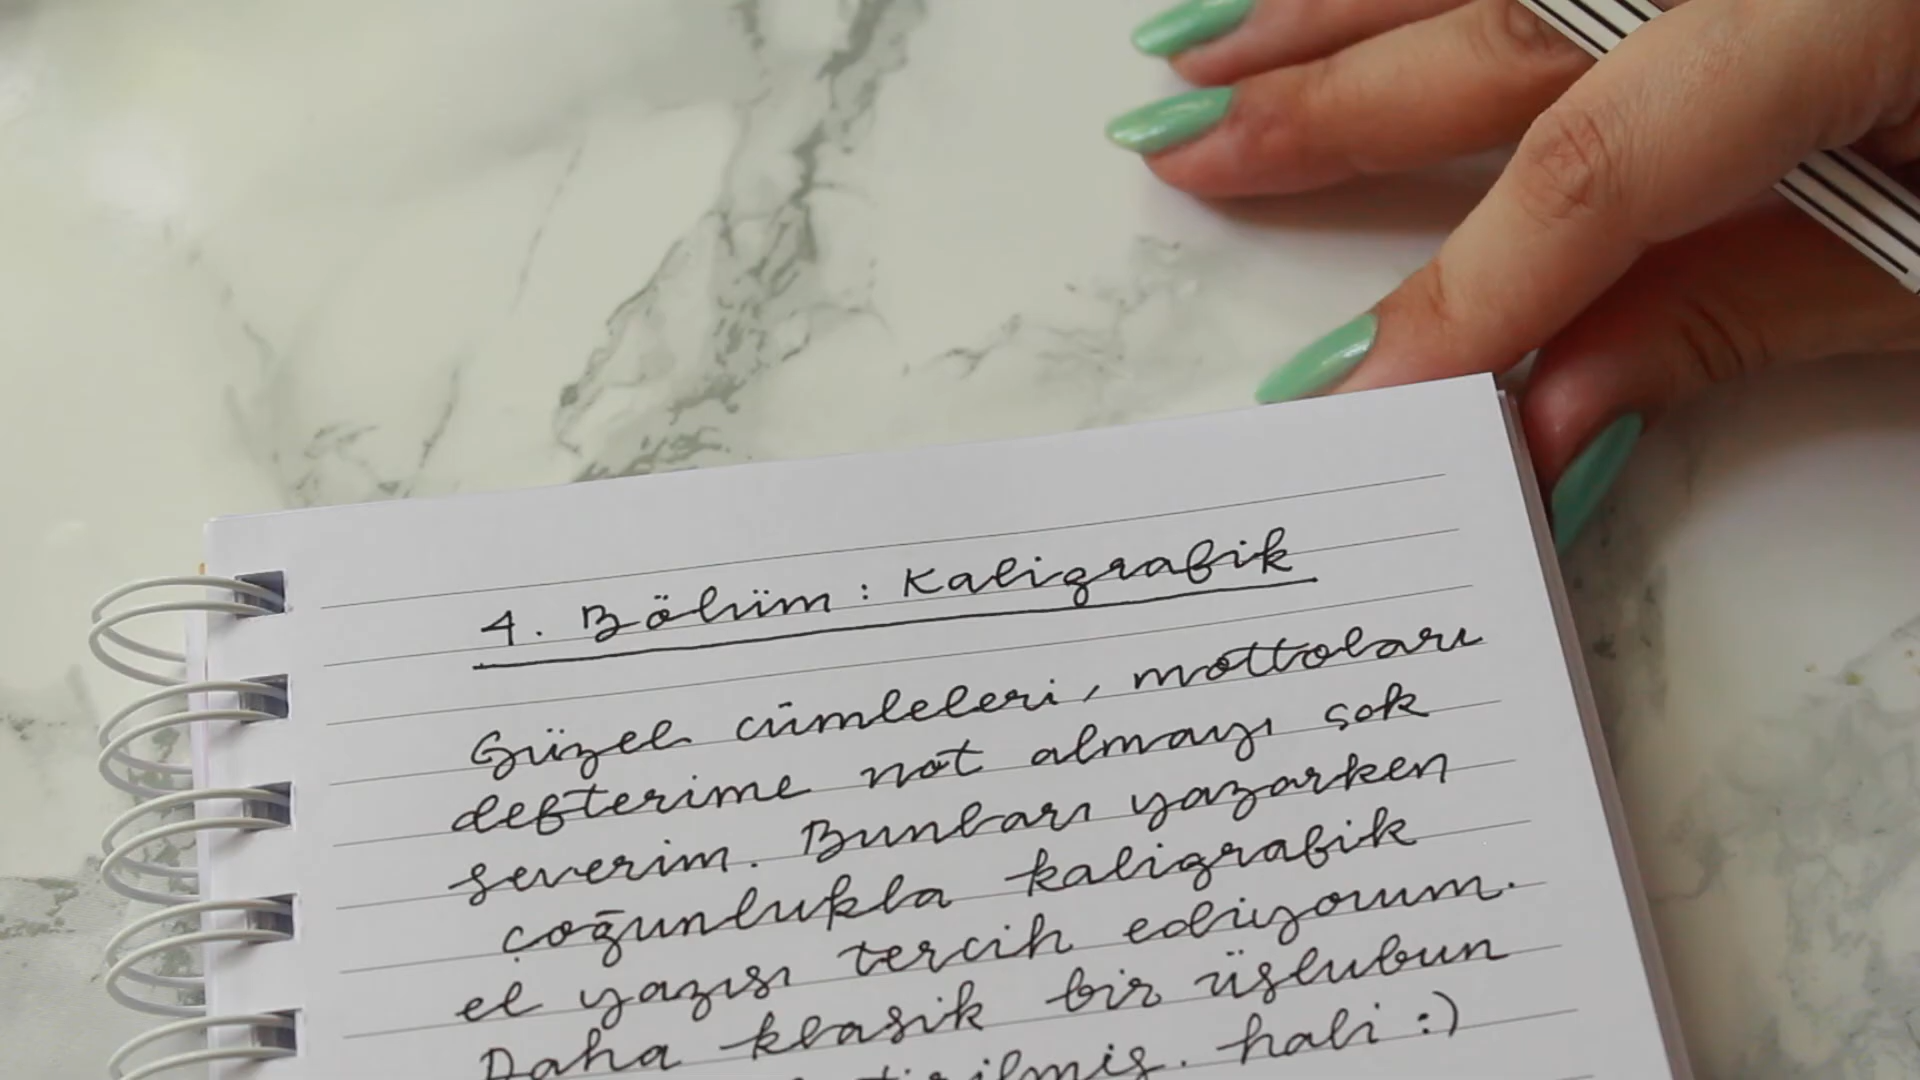 4. Bölüm : Kaligrafik
Güzel cümleleri, mottoları
defterime not almayı çok
severim. Bunları yazarken
çoğunlukla kaligrafik
el yazısı tercih ediyorum.
Daha klasik bir üslubun
hali :)